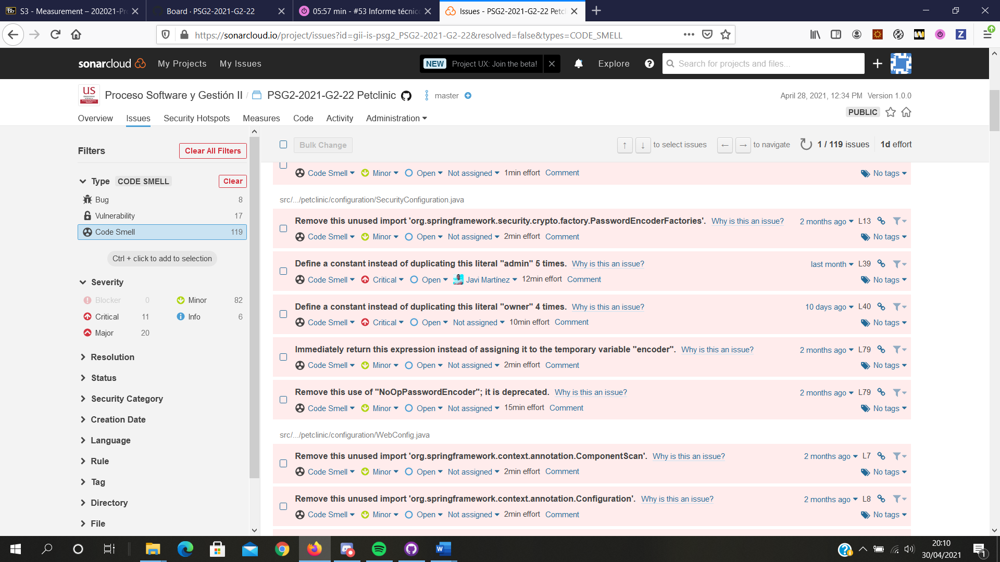 S3 - Measurement – 202021-Pr
Board · PSG2-2021-G2-22
05:57 min - #53 Informe técnico
Issues - PSG2-2021-G2-22 Petcl
https://sonarcloud.io/project/issues?id=gii-is-psg2_PSG2-2021-G2-22&resolved=false&types=CODE_SMELL
sonarcloud My Projects My Issues NEW Project UX: Join the beta! Explore Search for projects and files...
US Proceso Software y Gestión II / PSG2-2021-G2-22 Petclinic master April 28, 2021, 12:34 PM Version 1.0.0
PUBLIC
Overview Issues Security Hotspots Measures Code Activity Administration
Filters Clear All Filters
Type CODE SMELL Clear
Bug 8
Vulnerability 17
Code Smell 119
Ctrl + click to add to selection
Severity
Blocker 0 Minor 82
Critical 11 Info 6
Major 20
Resolution
Status
Security Category
Creation Date
Language
Rule
Tag
Directory
File
Bulk Change ↑ ↓ to select issues ← → to navigate 1 / 119 issues 1d effort
Code Smell Minor Open Not assigned 1min effort Comment No tags
src/.../petclinic/configuration/SecurityConfiguration.java
Remove this unused import 'org.springframework.security.crypto.factory.PasswordEncoderFactories'. Why is this an issue? 2 months ago L13
Code Smell Minor Open Not assigned 2min effort Comment No tags
Define a constant instead of duplicating this literal "admin" 5 times. Why is this an issue? last month L39
Code Smell Critical Open Javi Martínez 12min effort Comment No tags
Define a constant instead of duplicating this literal "owner" 4 times. Why is this an issue? 10 days ago L40
Code Smell Critical Open Not assigned 10min effort Comment No tags
Immediately return this expression instead of assigning it to the temporary variable "encoder". Why is this an issue? 2 months ago L79
Code Smell Minor Open Not assigned 2min effort Comment No tags
Remove this use of "NoOpPasswordEncoder"; it is deprecated. Why is this an issue? 2 months ago L79
Code Smell Minor Open Not assigned 15min effort Comment No tags
src/.../petclinic/configuration/WebConfig.java
Remove this unused import 'org.springframework.context.annotation.ComponentScan'. Why is this an issue? 2 months ago L7
Code Smell Minor Open Not assigned 2min effort Comment No tags
Remove this unused import 'org.springframework.context.annotation.Configuration'. Why is this an issue? 2 months ago L8
Code Smell Minor Open Not assigned 2min effort Comment No tags
20:10
30/04/2021
1